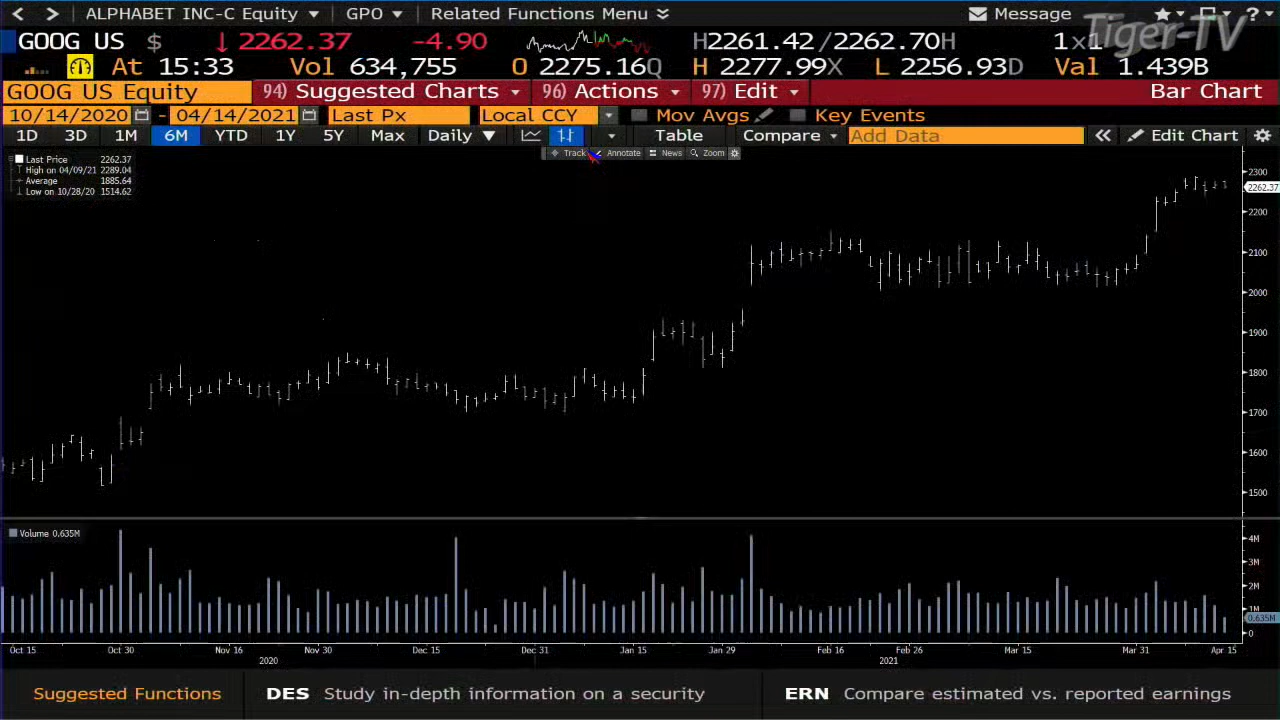 ALPHABET INC-C Equity GPO Related Functions Menu Message ?
Tiger-TV
GOOG US $ ↓ 2262.37 -4.90 H2261.42/2262.70H 1x1
At 15:33 Vol 634,755 O 2275.16Q H 2277.99X L 2256.93D Val 1.439B
GOOG US Equity 94) Suggested Charts 96) Actions 97) Edit Bar Chart
10/14/2020 - 04/14/2021 Last Px Local CCY Mov Avgs Key Events
1D 3D 1M 6M YTD 1Y 5Y Max Daily ▼ Table Compare Add Data « Edit Chart
Track Annotate News Zoom
Last Price 2262.37
High on 04/09/21 2289.04
Average 1885.64
Low on 10/28/20 1514.62
2300
2262.37
2200
2100
2000
1900
1800
1700
1600
1500
Volume 0.635M
4M
3M
2M
1M
0.635M
0
Oct 15 Oct 30 Nov 16 Nov 30 Dec 15 Dec 31 Jan 15 Jan 29 Feb 16 Feb 26 Mar 15 Mar 31 Apr 15
2020 2021
Suggested Functions DES Study in-depth information on a security ERN Compare estimated vs. reported earnings